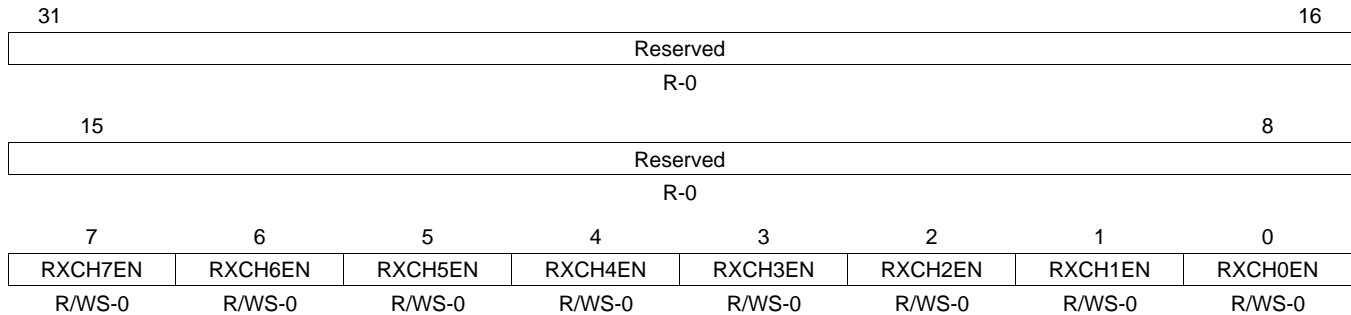 31 16
Reserved
R-0
15 8
Reserved
R-0
7 6 5 4 3 2 1 0
RXCH7EN RXCH6EN RXCH5EN RXCH4EN RXCH3EN RXCH2EN RXCH1EN RXCH0EN
R/WS-0 R/WS-0 R/WS-0 R/WS-0 R/WS-0 R/WS-0 R/WS-0 R/WS-0